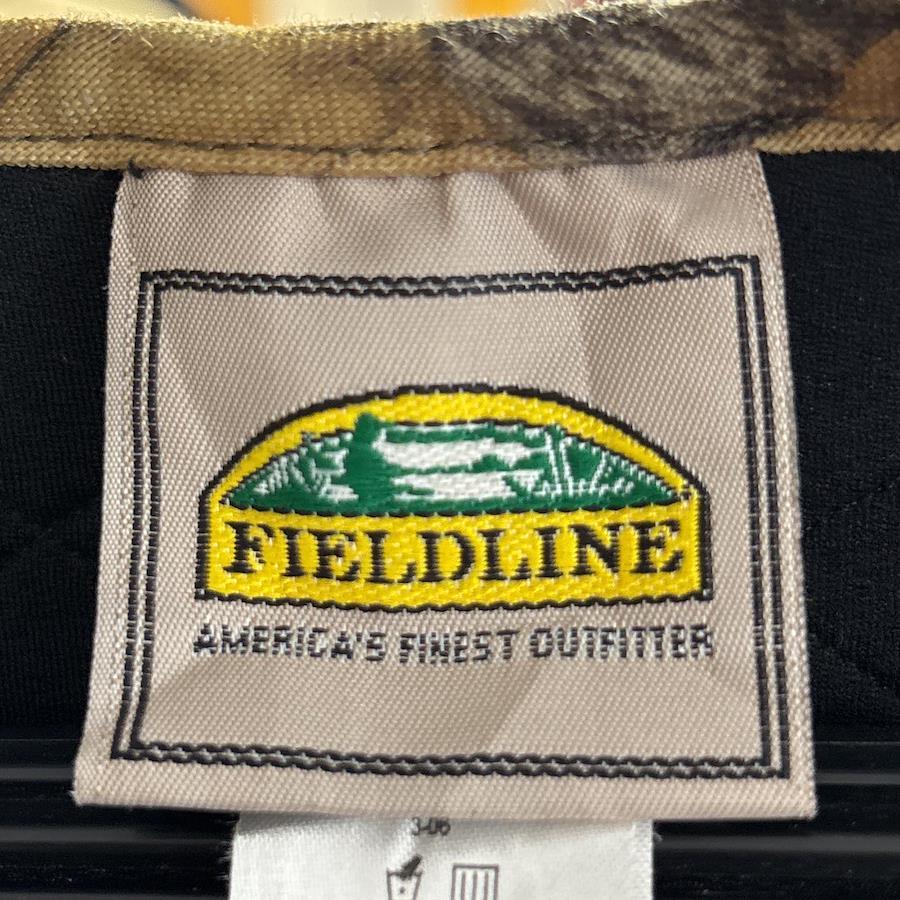 FIELDLINE
AMERICA'S FINEST OUTFITTER
3-06